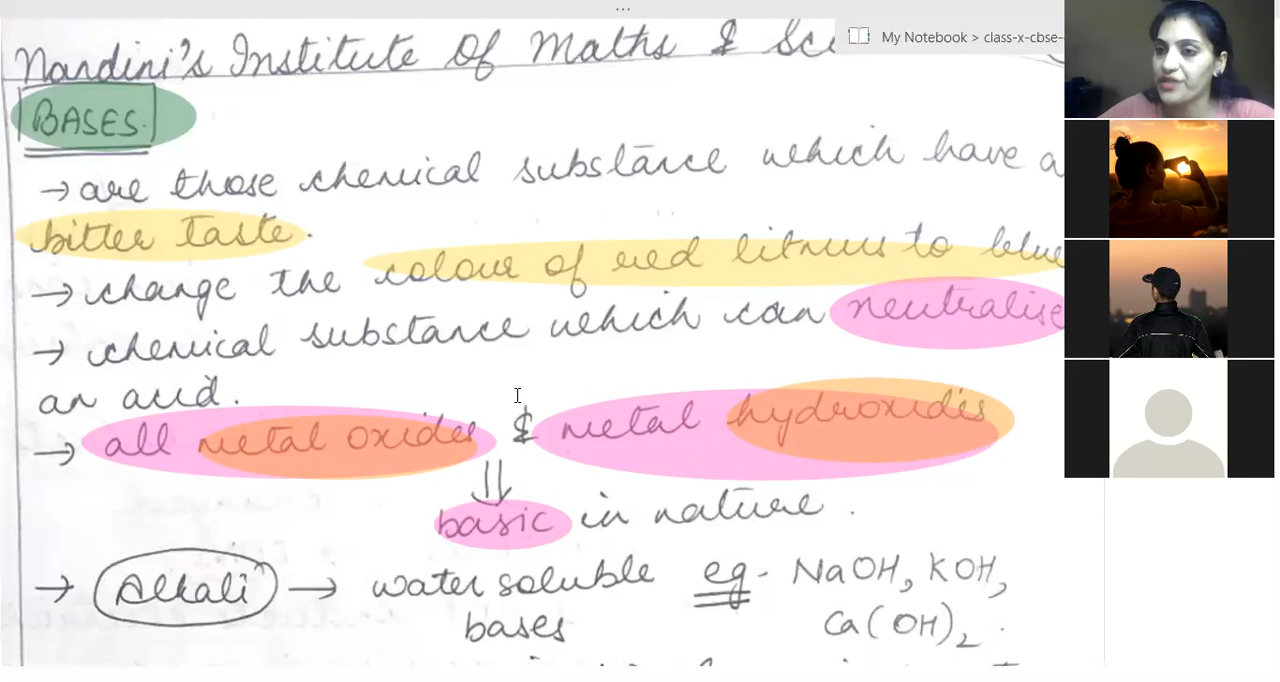 ...
My Notebook > class-x-cbse-
Nandini's Institute Of Maths & Sc
BASES.
→ are those chemical substance which have a
bitter taste.
→ change the colour of red litmus to blue
→ chemical substance which can neutralise
an acid.
→ all metal oxides & metal hydroxides
⇓
basic in nature.
→ Alkali → water soluble eg- NaOH, KOH,
bases Ca(OH)2.